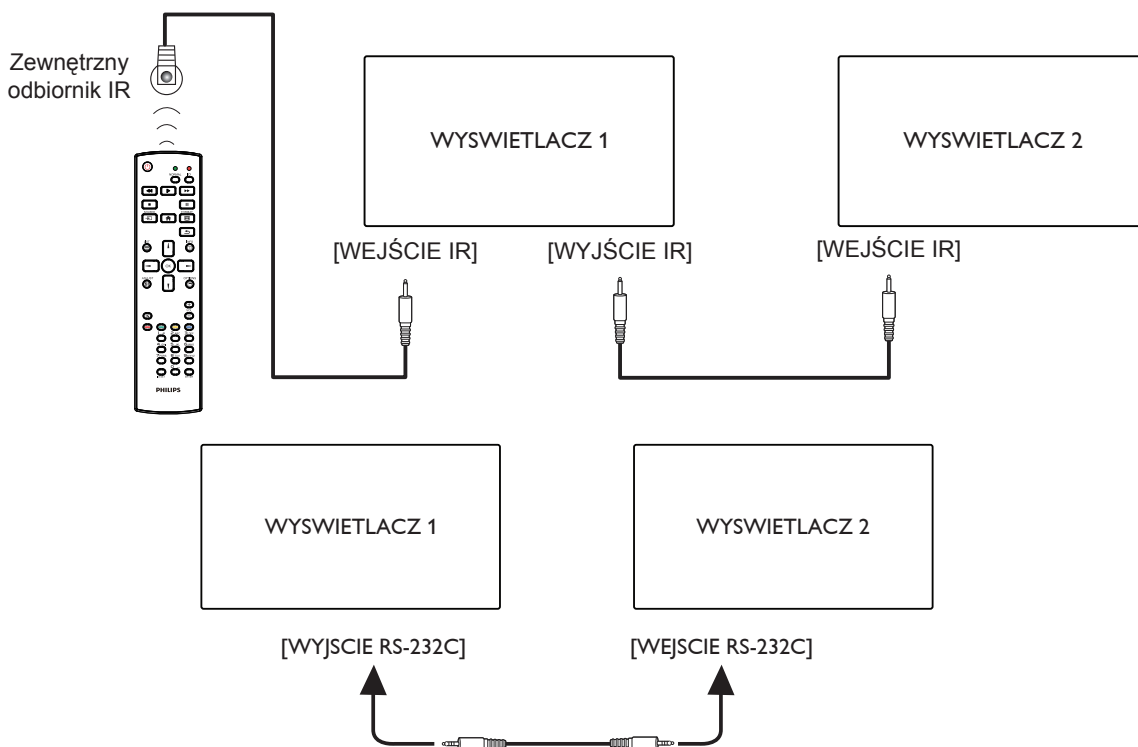 Zewnętrzny
odbiornik IR
WYSWIETLACZ 1
WYSWIETLACZ 2
[WEJŚCIE IR]
[WYJŚCIE IR]
[WEJŚCIE IR]
PHILIPS
WYSWIETLACZ 1
WYSWIETLACZ 2
[WYJSCIE RS-232C]
[WEJSCIE RS-232C]